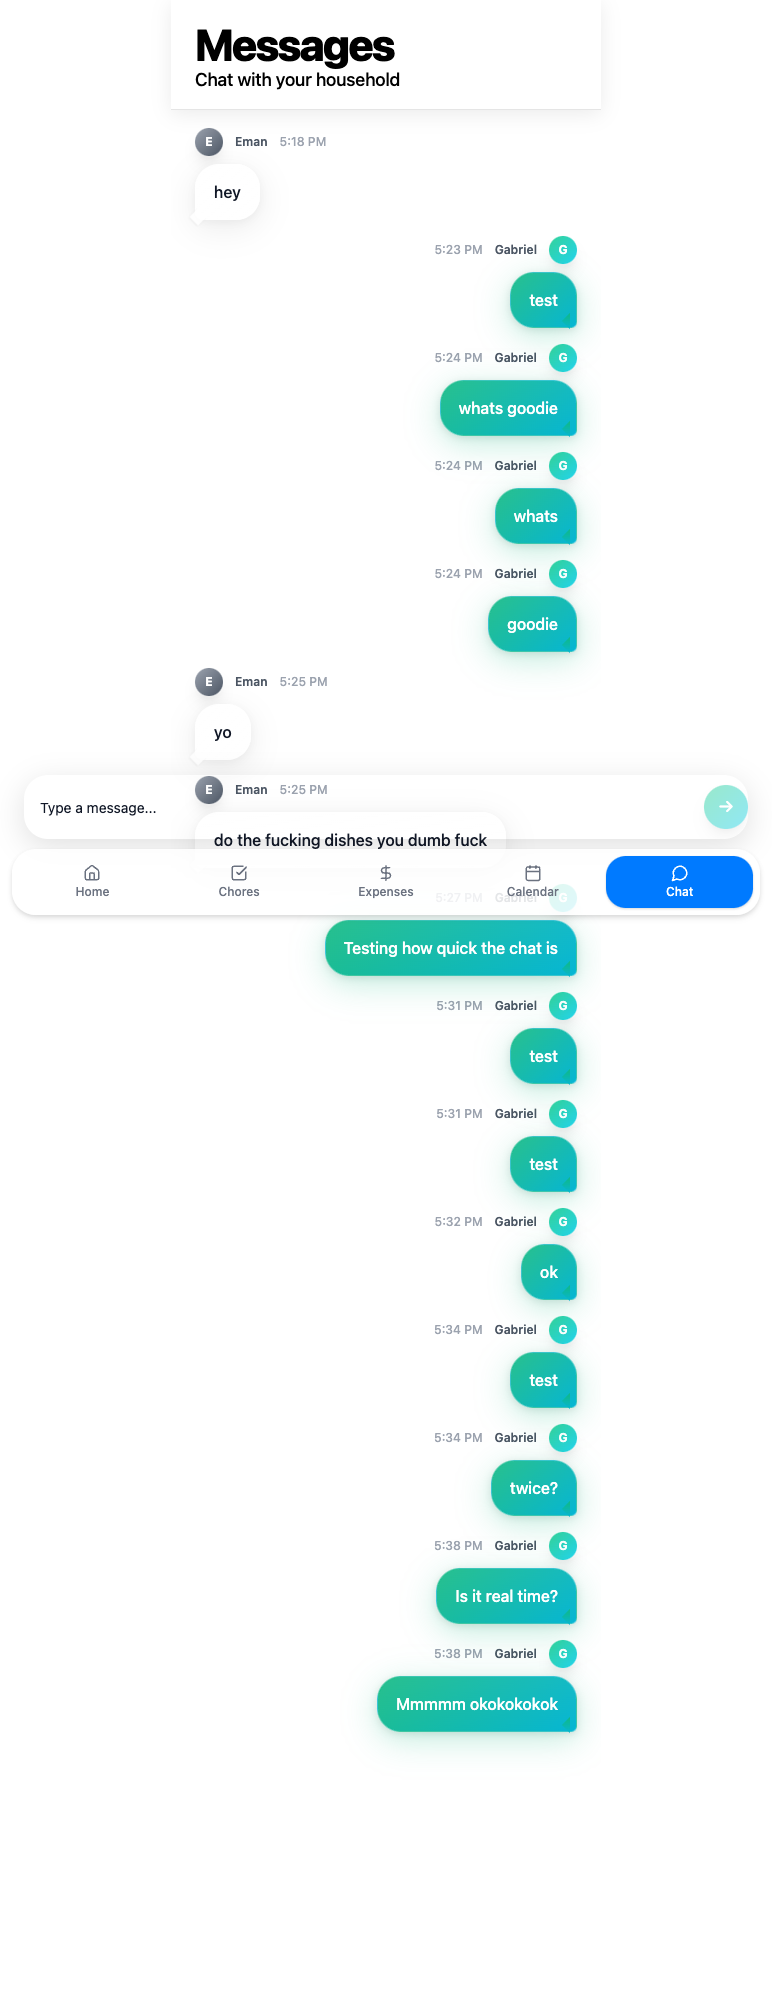 Messages
Chat with your household
E Eman 5:18 PM
hey
5:23 PM Gabriel G
test
5:24 PM Gabriel G
whats goodie
5:24 PM Gabriel G
whats
5:24 PM Gabriel G
goodie
E Eman 5:25 PM
yo
E Eman 5:25 PM
Type a message...
do the fucking dishes you dumb fuck
Home Chores Expenses Calendar Chat
5:27 PM Gabriel G
Testing how quick the chat is
5:31 PM Gabriel G
test
5:31 PM Gabriel G
test
5:32 PM Gabriel G
ok
5:34 PM Gabriel G
test
5:34 PM Gabriel G
twice?
5:38 PM Gabriel G
Is it real time?
5:38 PM Gabriel G
Mmmmm okokokokok